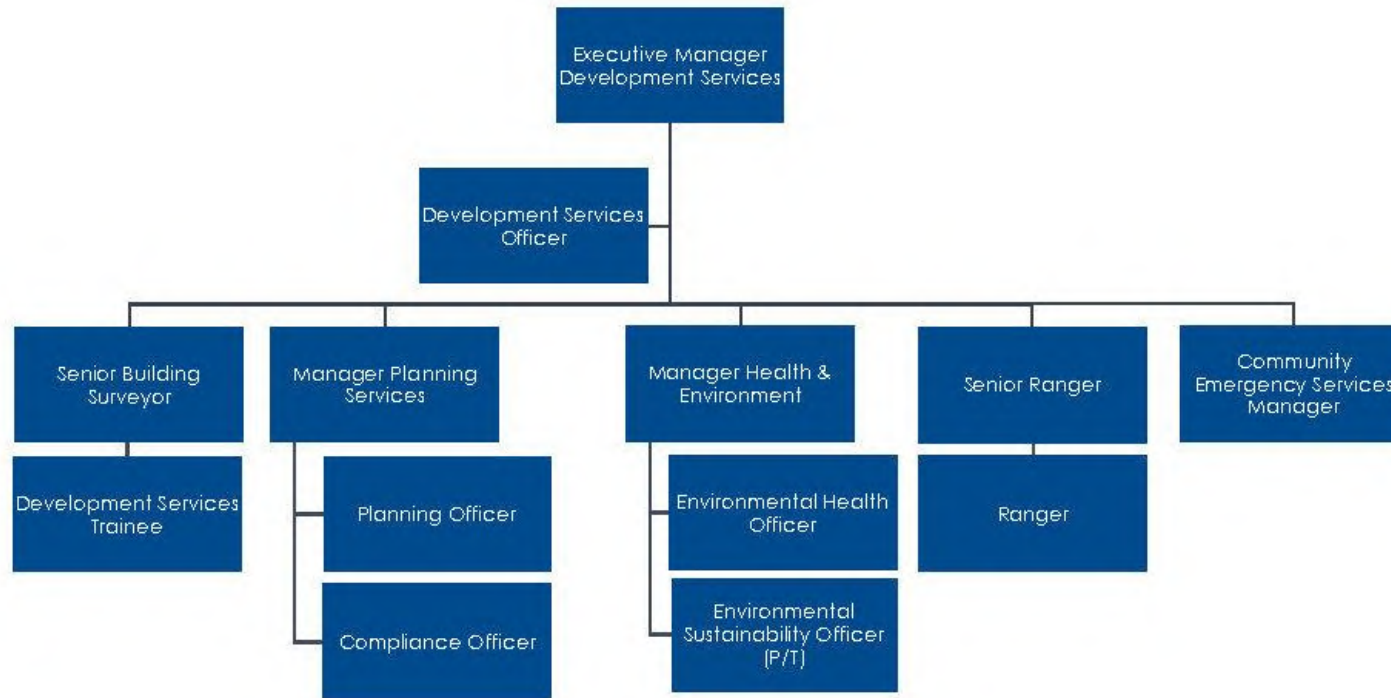 Executive Manager
Development Services
Development Services
Officer
Senior Building
Surveyor
Manager Planning
Services
Manager Health &
Environment
Senior Ranger
Community
Emergency Services
Manager
Development Services
Trainee
Planning Officer
Environmental Health
Officer
Ranger
Compliance Officer
Environmental
Sustainability Officer
(P/T)